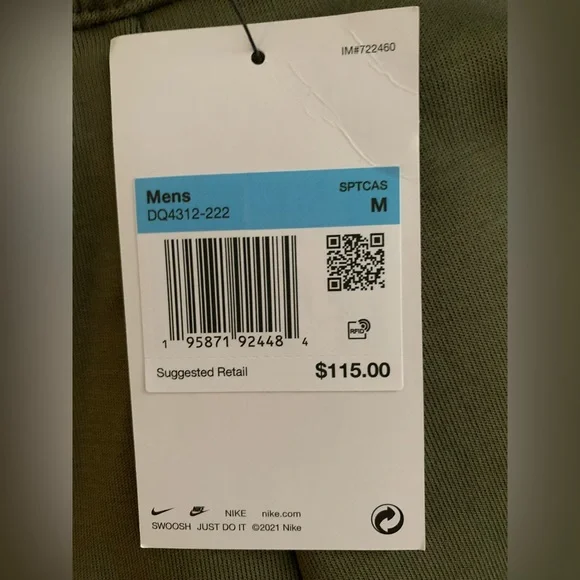 IM#722460
Mens SPTCAS
DQ4312-222 M
RFID
1 95871 92448 4
Suggested Retail $115.00
NIKE nike.com
SWOOSH JUST DO IT ©2021 Nike